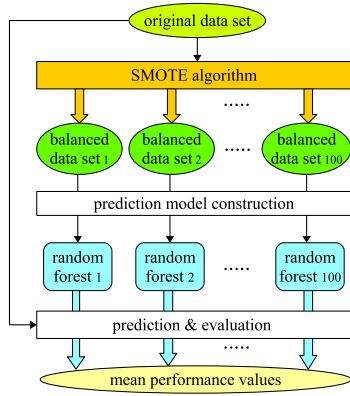 original data set
SMOTE algorithm
.....
balanced data set 1
balanced data set 2
.....
balanced data set 100
prediction model construction
random forest 1
random forest 2
.....
random forest 100
prediction & evaluation
.....
mean performance values